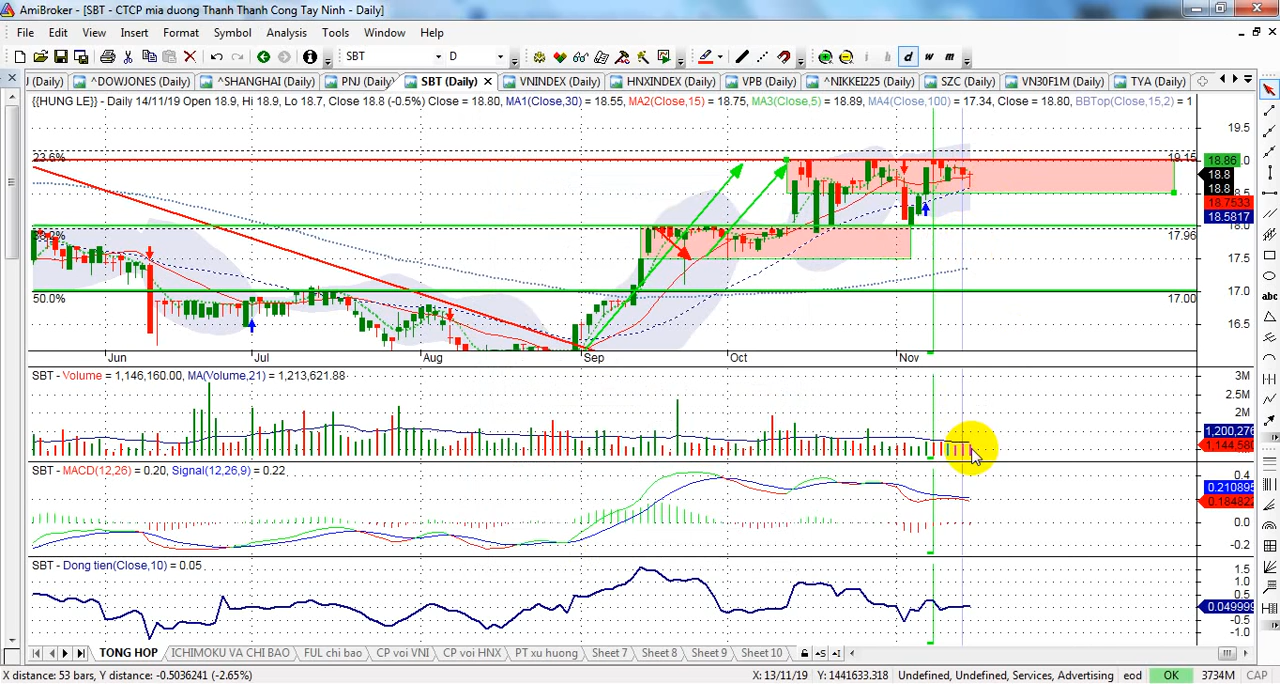 AmiBroker - [SBT - CTCP mia duong Thanh Thanh Cong Tay Ninh - Daily]
File Edit View Insert Format Symbol Analysis Tools Window Help
SBT D d w m
J (Daily) ^DOWJONES (Daily) ^SHANGHAI (Daily) PNJ (Daily) SBT (Daily) VNINDEX (Daily) HNXINDEX (Daily) VPB (Daily) ^NIKKEI225 (Daily) SZC (Daily) VN30F1M (Daily) TYA (Daily)
{{HUNG LE}} - Daily 14/11/19 Open 18.9, Hi 18.9, Lo 18.7, Close 18.8 (-0.5%) Close = 18.80, MA1(Close,30) = 18.55, MA2(Close,15) = 18.75, MA3(Close,5) = 18.89, MA4(Close,100) = 17.34, Close = 18.80, BBTop(Close,15,2) = 1
19.5
23.6% 19.15 18.86
18.8
18.8
18.7533
18.5817
18.0
17.96
17.5
50.0% 17.00 17.0
16.5
Jun Jul Aug Sep Oct Nov
SBT - Volume = 1,146,160.00, MA(Volume,21) = 1,213,621.88
3M
2.5M
2M
1,200,276
1,144,580
SBT - MACD(12,26) = 0.20, Signal(12,26,9) = 0.22
0.4
0.210895
0.184822
0.0
-0.2
SBT - Dong tien(Close,10) = 0.05
1.5
1.0
0.5
0.049999
-0.5
-1.0
TONG HOP ICHIMOKU VA CHI BAO FUL chi bao CP voi VNI CP voi HNX PT xu huong Sheet 7 Sheet 8 Sheet 9 Sheet 10
X distance: 53 bars, Y distance: -0.5036241 (-2.65%) X: 13/11/19 Y: 1441633.318 Undefined, Undefined, Services, Advertising eod OK 3734M CAP